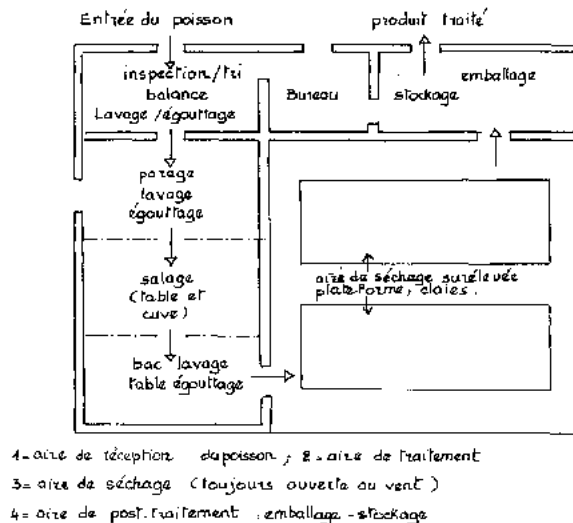 Entrée du poisson
produit traité
inspection/tri
balance
Lavage/égouttage
Bureau
stockage
emballage
parage
lavage
égouttage
salage
(table et
cuve)
aire de séchage surélevée
plate-forme, claies.
bac lavage
table égouttage
1= aire de réception du poisson ; 2= aire de traitement
3= aire de séchage (toujours ouverte au vent)
4= aire de post.traitement : emballage-stockage